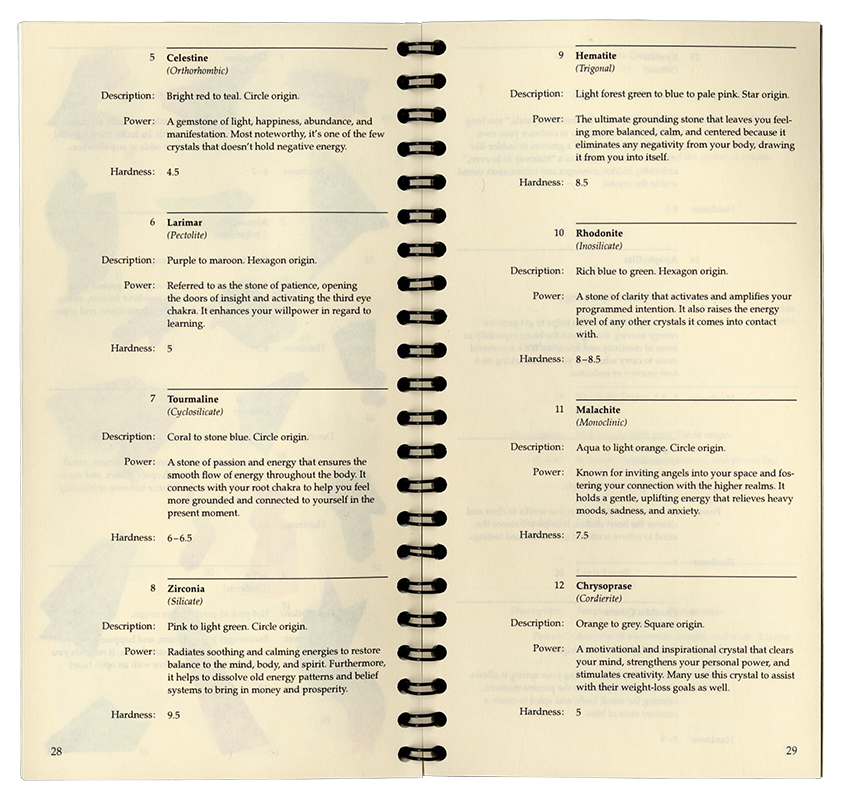 5 Celestine
(Orthorhombic)
Description: Bright red to teal. Circle origin.
Power: A gemstone of light, happiness, abundance, and
manifestation. Most noteworthy, it's one of the few
crystals that doesn't hold negative energy.
Hardness: 4.5
6 Larimar
(Pectolite)
Description: Purple to maroon. Hexagon origin.
Power: Referred to as the stone of patience, opening
the doors of insight and activating the third eye
chakra. It enhances your willpower in regard to
learning.
Hardness: 5
7 Tourmaline
(Cyclosilicate)
Description: Coral to stone blue. Circle origin.
Power: A stone of passion and energy that ensures the
smooth flow of energy throughout the body. It
connects with your root chakra to help you feel
more grounded and connected to yourself in the
present moment.
Hardness: 6–6.5
8 Zirconia
(Silicate)
Description: Pink to light green. Circle origin.
Power: Radiates soothing and calming energies to restore
balance to the mind, body, and spirit. Furthermore,
it helps to dissolve old energy patterns and belief
systems to bring in money and prosperity.
Hardness: 9.5
28
9 Hematite
(Trigonal)
Description: Light forest green to blue to pale pink. Star origin.
Power: The ultimate grounding stone that leaves you feel-
ing more balanced, calm, and centered because it
eliminates any negativity from your body, drawing
it from you into itself.
Hardness: 8.5
10 Rhodonite
(Inosilicate)
Description: Rich blue to green. Hexagon origin.
Power: A stone of clarity that activates and amplifies your
programmed intention. It also raises the energy
level of any other crystals it comes into contact
with.
Hardness: 8–8.5
11 Malachite
(Monoclinic)
Description: Aqua to light orange. Circle origin.
Power: Known for inviting angels into your space and fos-
tering your connection with the higher realms. It
holds a gentle, uplifting energy that relieves heavy
moods, sadness, and anxiety.
Hardness: 7.5
12 Chrysoprase
(Cordierite)
Description: Orange to grey. Square origin.
Power: A motivational and inspirational crystal that clears
your mind, strengthens your personal power, and
stimulates creativity. Many use this crystal to assist
with their weight-loss goals as well.
Hardness: 5
29